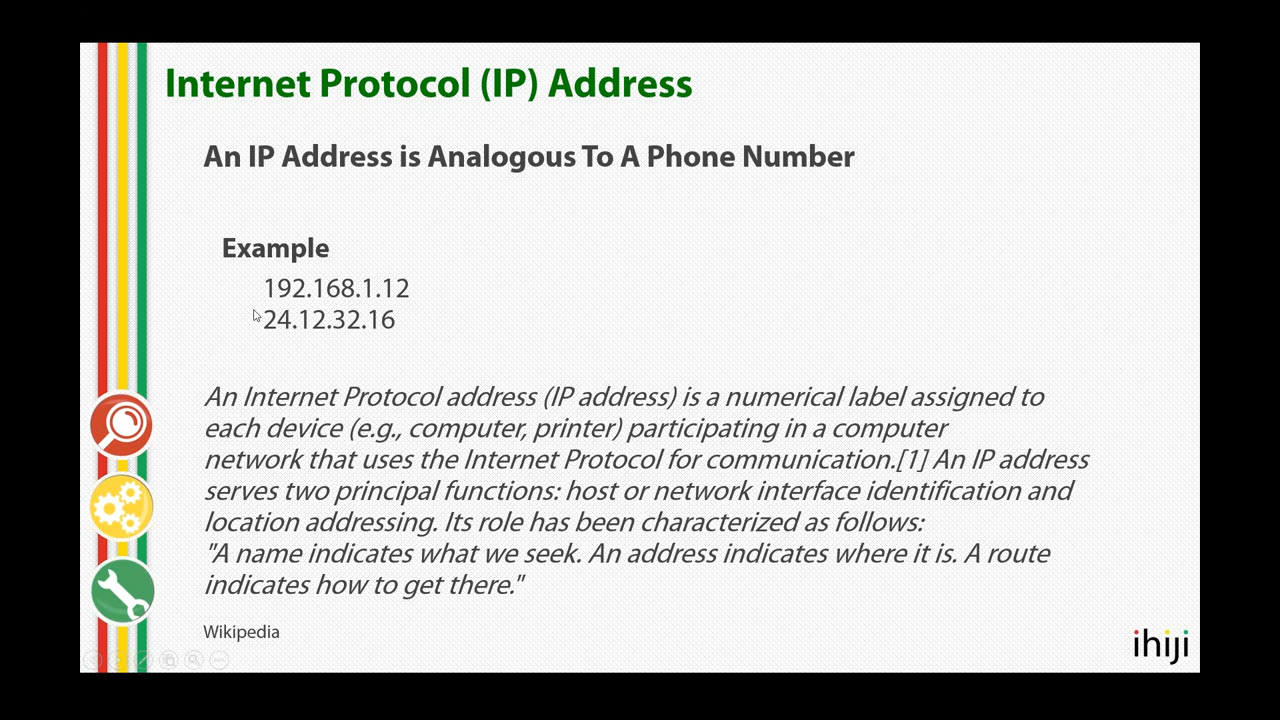 Internet Protocol (IP) Address
An IP Address is Analogous To A Phone Number
Example
192.168.1.12
24.12.32.16
An Internet Protocol address (IP address) is a numerical label assigned to
each device (e.g., computer, printer) participating in a computer
network that uses the Internet Protocol for communication.[1] An IP address
serves two principal functions: host or network interface identification and
location addressing. Its role has been characterized as follows:
"A name indicates what we seek. An address indicates where it is. A route
indicates how to get there."
Wikipedia
ihiji